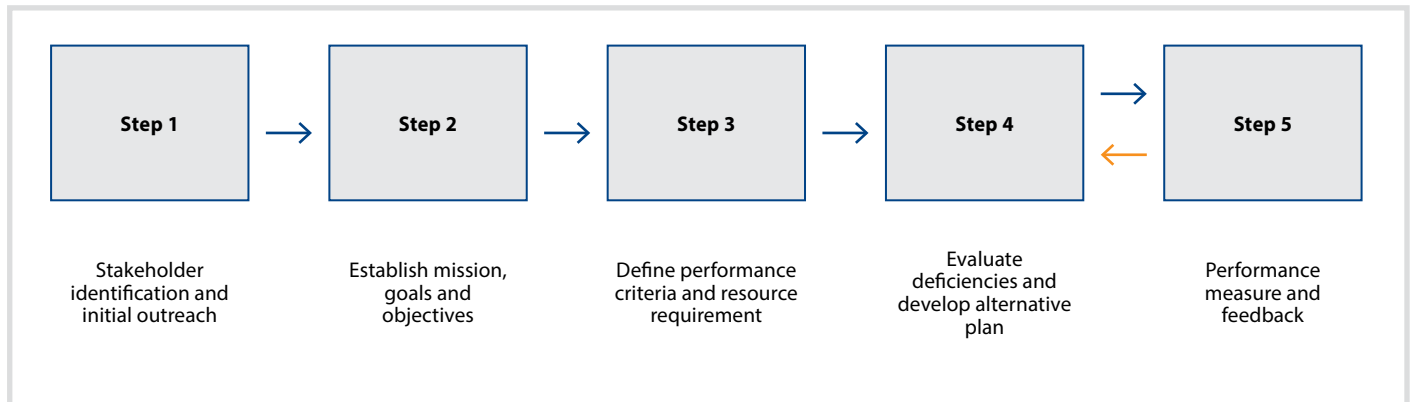 Step 1
Step 2
Step 3
Step 4
Step 5
Stakeholder
identification and
initial outreach
Establish mission,
goals and
objectives
Define performance
criteria and resource
requirement
Evaluate
deficiencies and
develop alternative
plan
Performance
measure and
feedback